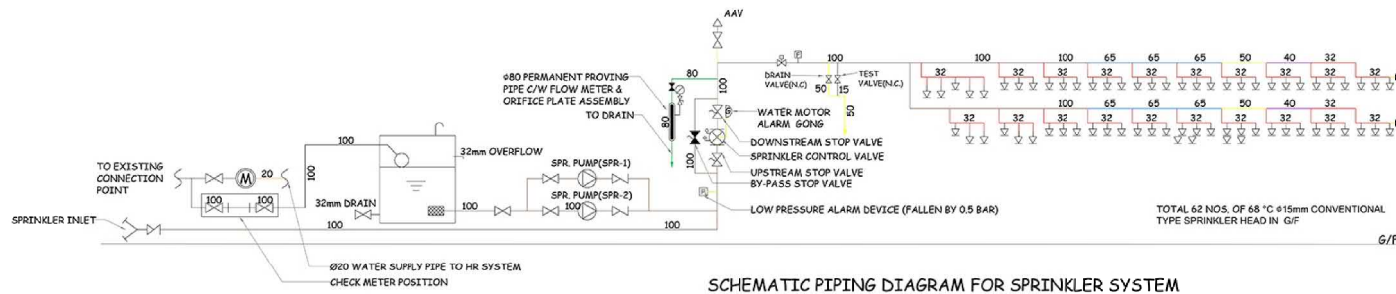 AAV
100
100
100
65
65
65
50
40
32
32
32
32
32
32
32
32
32
80
φ80 PERMANENT PROVING
PIPE C/W FLOW METER &
ORIFICE PLATE ASSEMBLY
TO DRAIN
80
100
F
DRAIN
VALVE(N.C)
TEST
VALVE(N.C)
50
15
50
WATER MOTOR
ALARM GONG
DOWNSTREAM STOP VALVE
SPRINKLER CONTROL VALVE
UPSTREAM STOP VALVE
BY-PASS STOP VALVE
100
LOW PRESSURE ALARM DEVICE (FALLEN BY 0.5 BAR)
100
65
65
65
50
40
32
32
32
32
32
32
32
32
32
TO EXISTING
CONNECTION
POINT
M
20
100
100
100
100
32mm OVERFLOW
32mm DRAIN
SPR. PUMP(SPR-1)
SPR. PUMP(SPR-2)
100
100
SPRINKLER INLET
100
100
TOTAL 62 NOS. OF 68 °C φ15mm CONVENTIONAL
TYPE SPRINKLER HEAD IN G/F
G/F
Ø20 WATER SUPPLY PIPE TO HR SYSTEM
CHECK METER POSITION
SCHEMATIC PIPING DIAGRAM FOR SPRINKLER SYSTEM